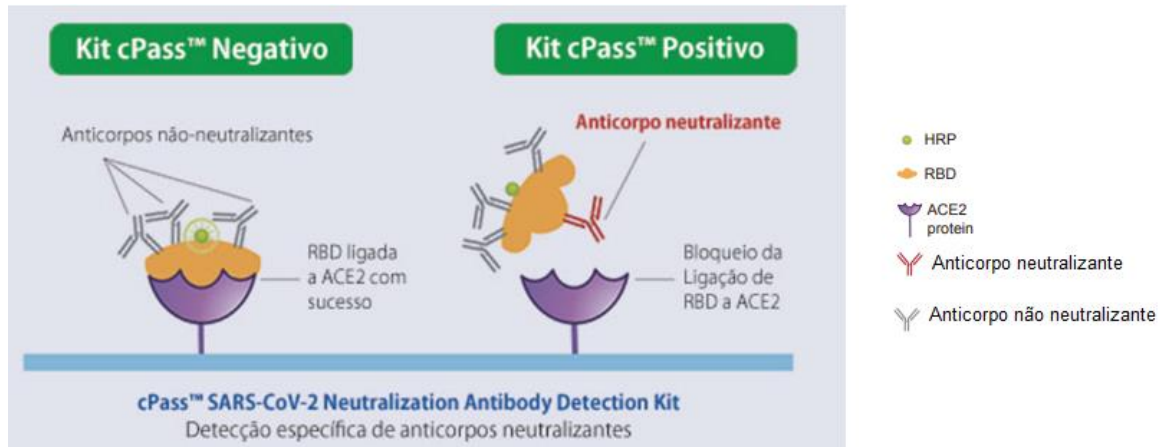 Kit cPass™ Negativo
Kit cPass™ Positivo
Anticorpos não-neutralizantes
Anticorpo neutralizante
RBD ligada
a ACE2 com
sucesso
Bloqueio da
Ligação de
RBD a ACE2
cPass™ SARS-CoV-2 Neutralization Antibody Detection Kit
Detecção específica de anticorpos neutralizantes
HRP
RBD
ACE2
protein
Anticorpo neutralizante
Anticorpo não neutralizante